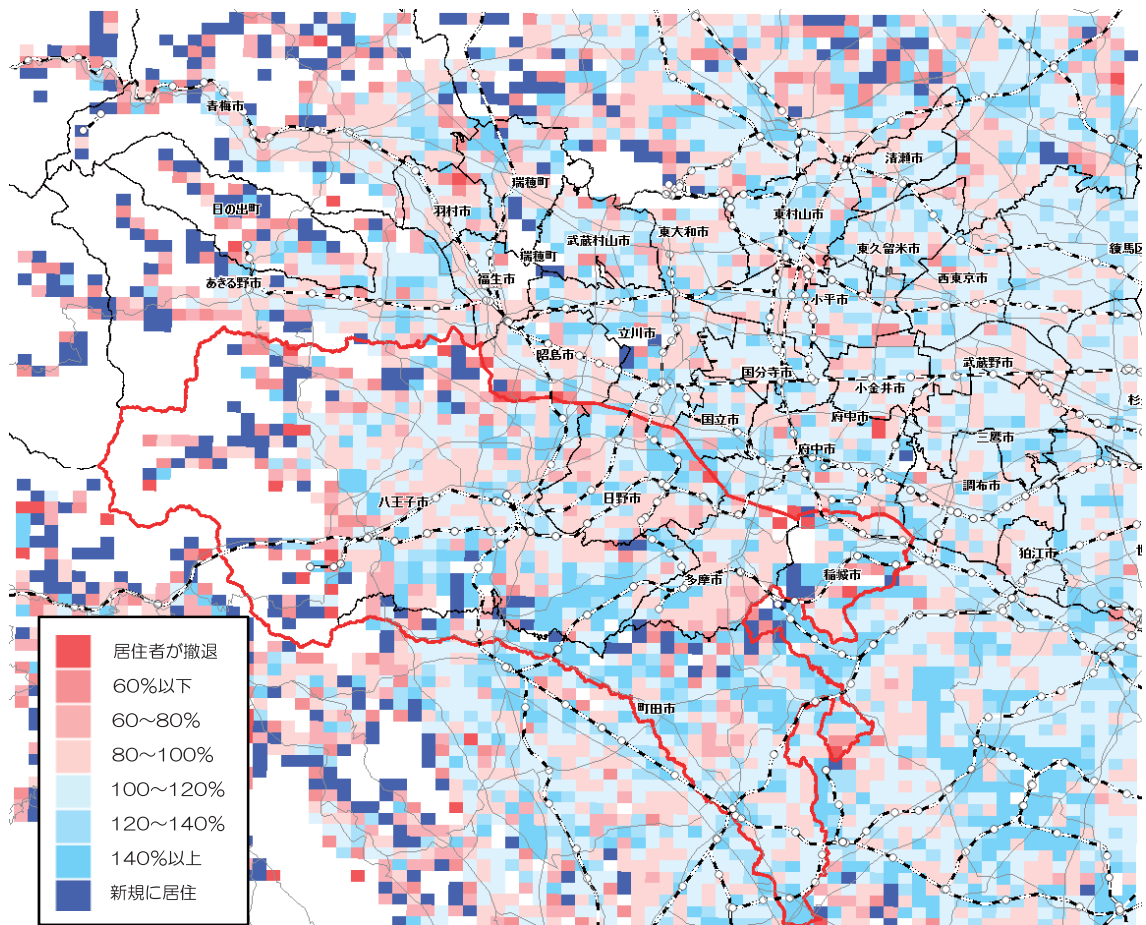 青梅市
清瀬市
瑞穂町
羽村市
日の出町
東村山市
武蔵村山市
東大和市
東久留米市
練馬区
瑞穂町
福生市
西東京市
あきる野市
小平市
立川市
昭島市
武蔵野市
国分寺市
小金井市
国立市
府中市
三鷹市
府中市
調布市
八王子市
日野市
狛江市
多摩市
稲城市
町田市
居住者が撤退
60%以下
60～80%
80～100%
100～120%
120～140%
140%以上
新規に居住